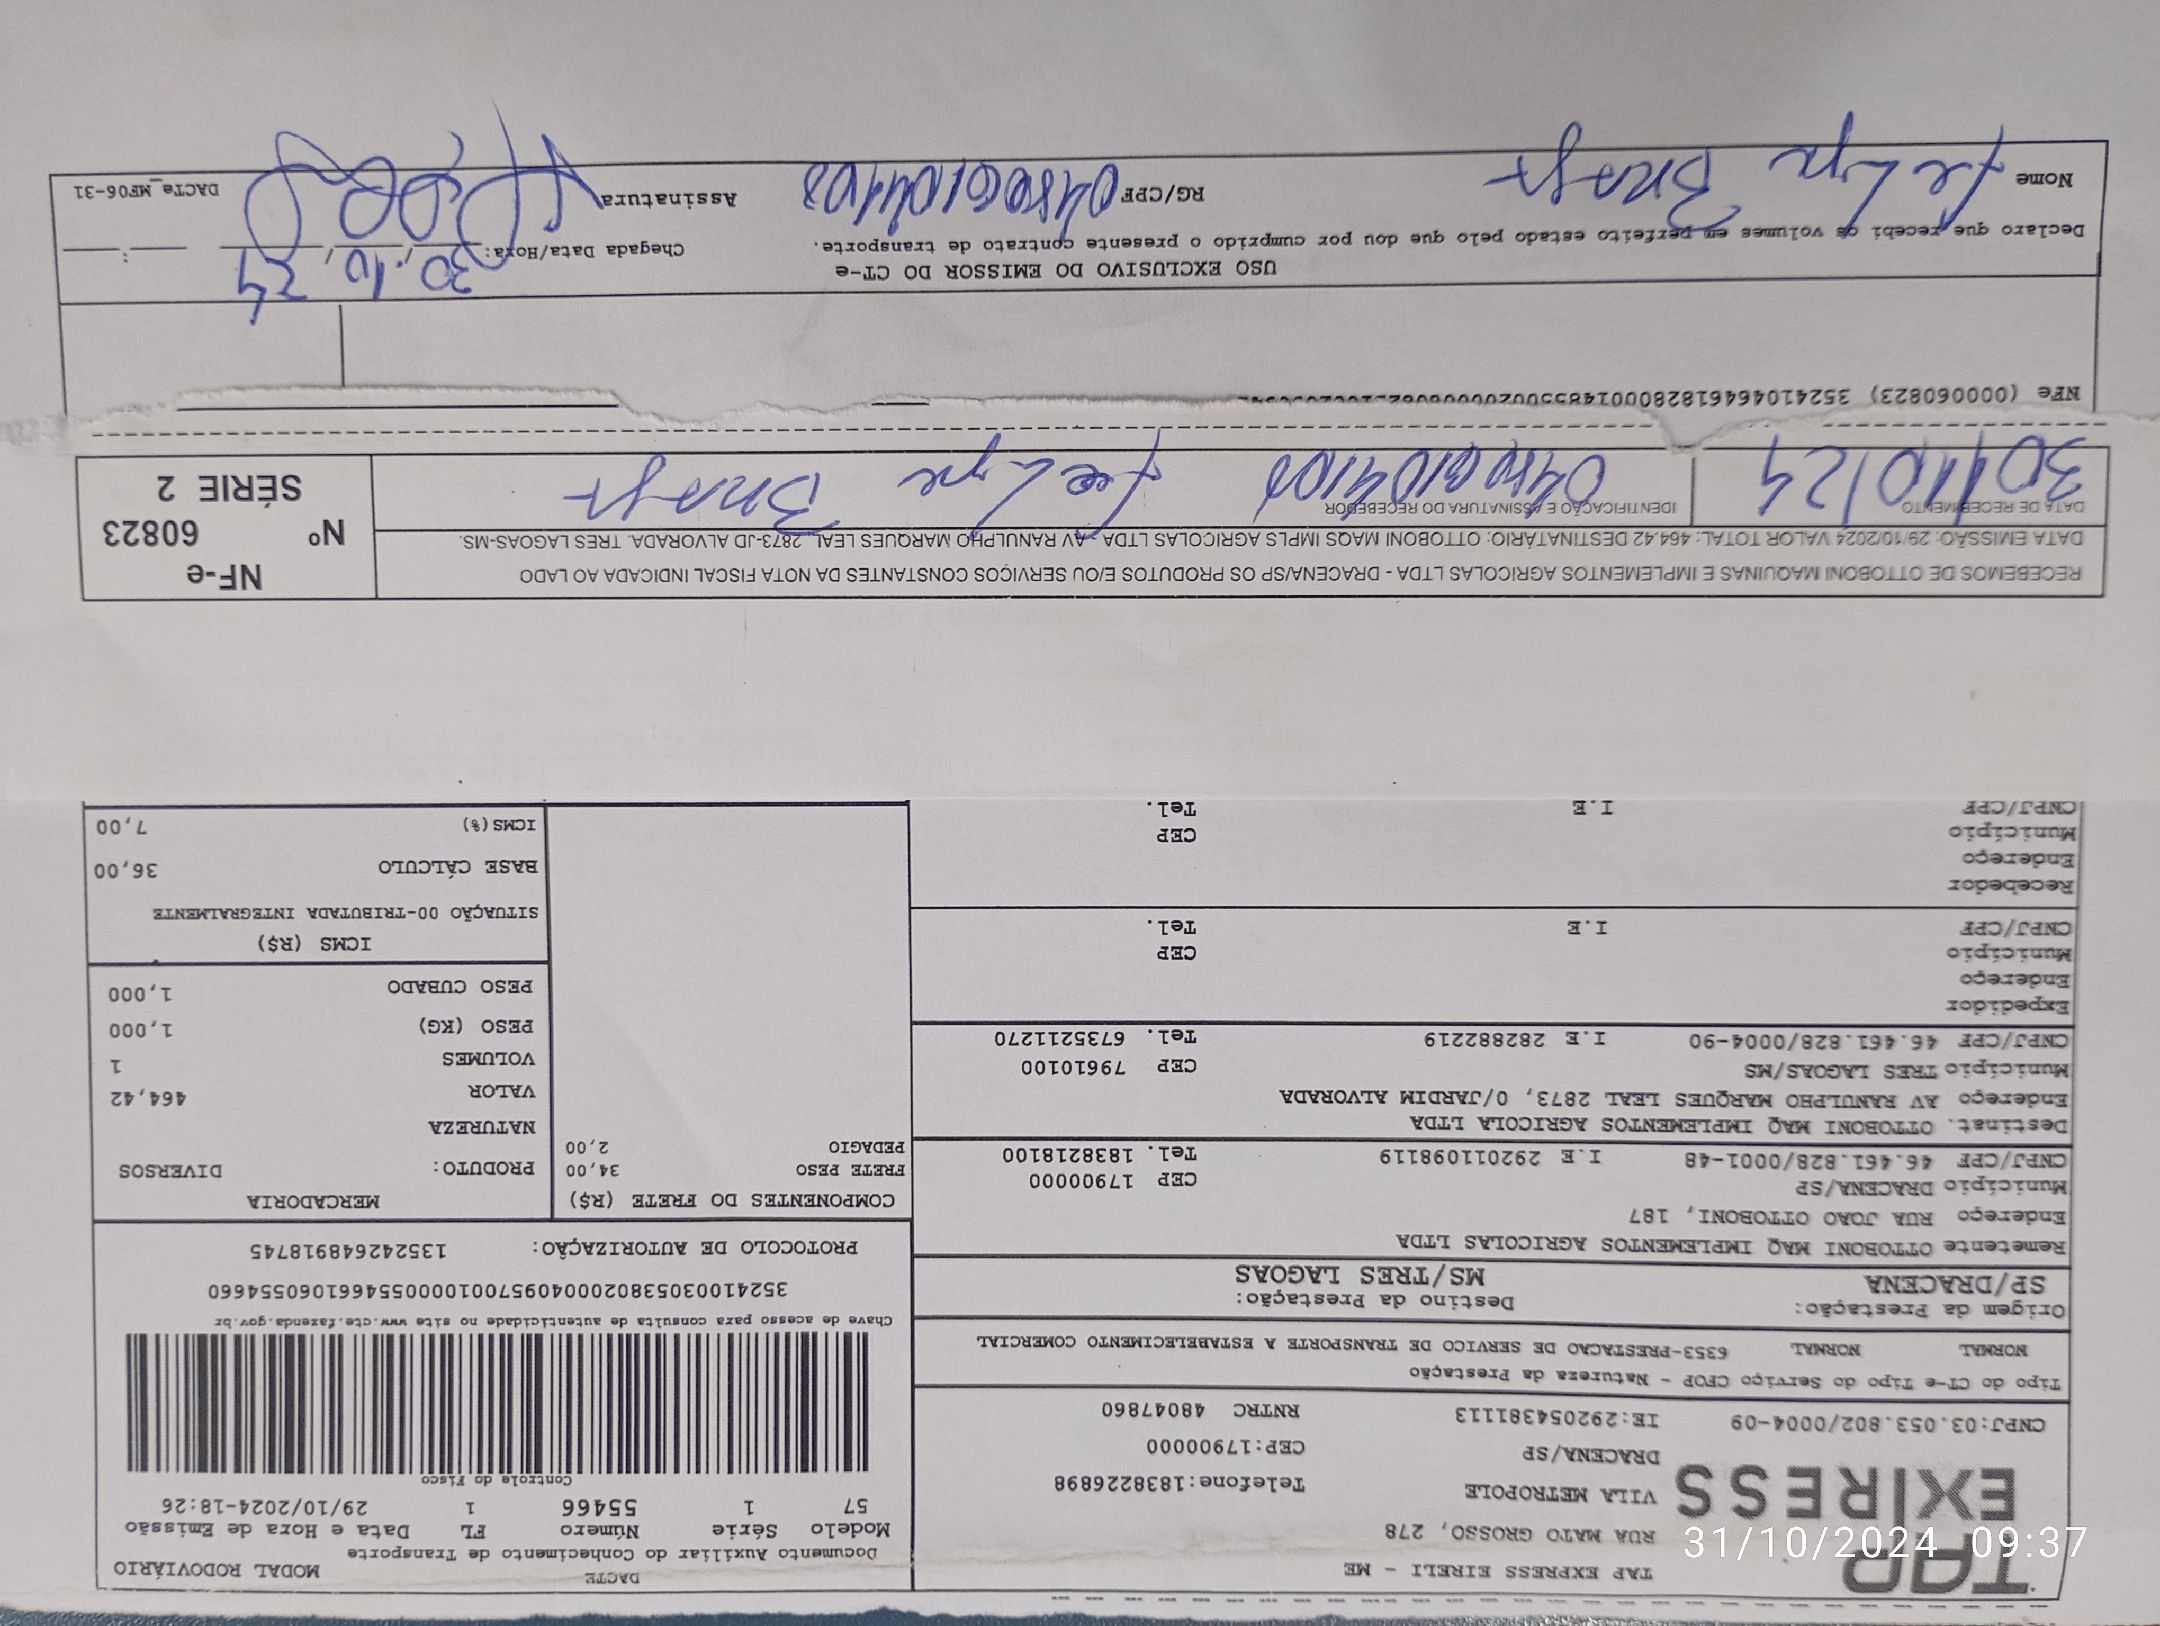 TAP EXPRESS
TAP EXPRESS EIRELI - ME
RUA MATO GROSSO, 278
VILA METROPOLE Telefone:1838226898
DRACENA/SP CEP:17900000
CNPJ:03.053.802/0004-09 IE:292054381113 RNTRC 48047860
DACTE MODAL RODOVIÁRIO
Documento Auxiliar do Conhecimento de Transporte
Modelo Série Número FL Data e Hora de Emissão
57 1 55466 1 29/10/2024-18:26
Controle do Fisco
Chave de acesso para consulta de autenticidade no site www.cte.fazenda.gov.br
PROTOCOLO DE AUTORIZAÇÃO: 135242648918745
Tipo do CT-e Tipo do Serviço CFOP - Natureza da Prestação
NORMAL NORMAL 6353-PRESTACAO DE SERVICO DE TRANSPORTE A ESTABELECIMENTO COMERCIAL
Origem da Prestação: Destino da Prestação:
SP/DRACENA MS/TRES LAGOAS
Remetente OTTOBONI MAQ IMPLEMENTOS AGRICOLAS LTDA
Endereço RUA JOAO OTTOBONI, 187
Município DRACENA/SP CEP 17900000
CNPJ/CPF 46.461.828/0001-48 I.E 292011098119 Tel. 1838218100
Destinat. OTTOBONI MAQ IMPLEMENTOS AGRICOLA LTDA
Endereço AV RANULPHO MARQUES LEAL 2873, 0/JARDIM ALVORADA
Município TRES LAGOAS/MS CEP 79610100
CNPJ/CPF 46.461.828/0004-90 I.E 282882219 Tel. 6735211270
Expedidor
Endereço
Município CEP
CNPJ/CPF I.E Tel.
Recebedor
Endereço
Município CEP
CNPJ/CPF I.E Tel.
COMPONENTES DO FRETE (R$)
FRETE PESO 34,00
PEDAGIO 2,00
MERCADORIA
PRODUTO: DIVERSOS
NATUREZA
VALOR 464,42
VOLUMES 1
PESO (KG) 1,000
PESO CUBADO 1,000
ICMS (R$)
SITUAÇÃO 00-TRIBUTADA INTEGRALMENTE
BASE CÁLCULO 36,00
ICMS(%) 7,00
RECEBEMOS DE OTTOBONI MAQUINAS E IMPLEMENTOS AGRICOLAS LTDA - DRACENA/SP OS PRODUTOS E/OU SERVIÇOS CONSTANTES DA NOTA FISCAL INDICADA AO LADO
DATA EMISSÃO: 29/10/2024 VALOR TOTAL: 464,42 DESTINATÁRIO: OTTOBONI MAQS IMPLS AGRICOLAS LTDA - AV RANULPHO MARQUES LEAL, 2873-JD ALVORADA. TRES LAGOAS-MS.
NF-e
Nº 60823
SÉRIE 2
DATA DE RECEBIMENTO IDENTIFICAÇÃO E ASSINATURA DO RECEBEDOR
30/10/24
NFe (000060823)
USO EXCLUSIVO DO EMISSOR DO CT-e
Declaro que recebi os volumes em perfeito estado pelo que dou por cumprido o presente contrato de transporte. Chegada Data/Hora: 30.10 24
Nome RG/CPF Assinatura DACTe_MF06-31
31/10/2024 09:37